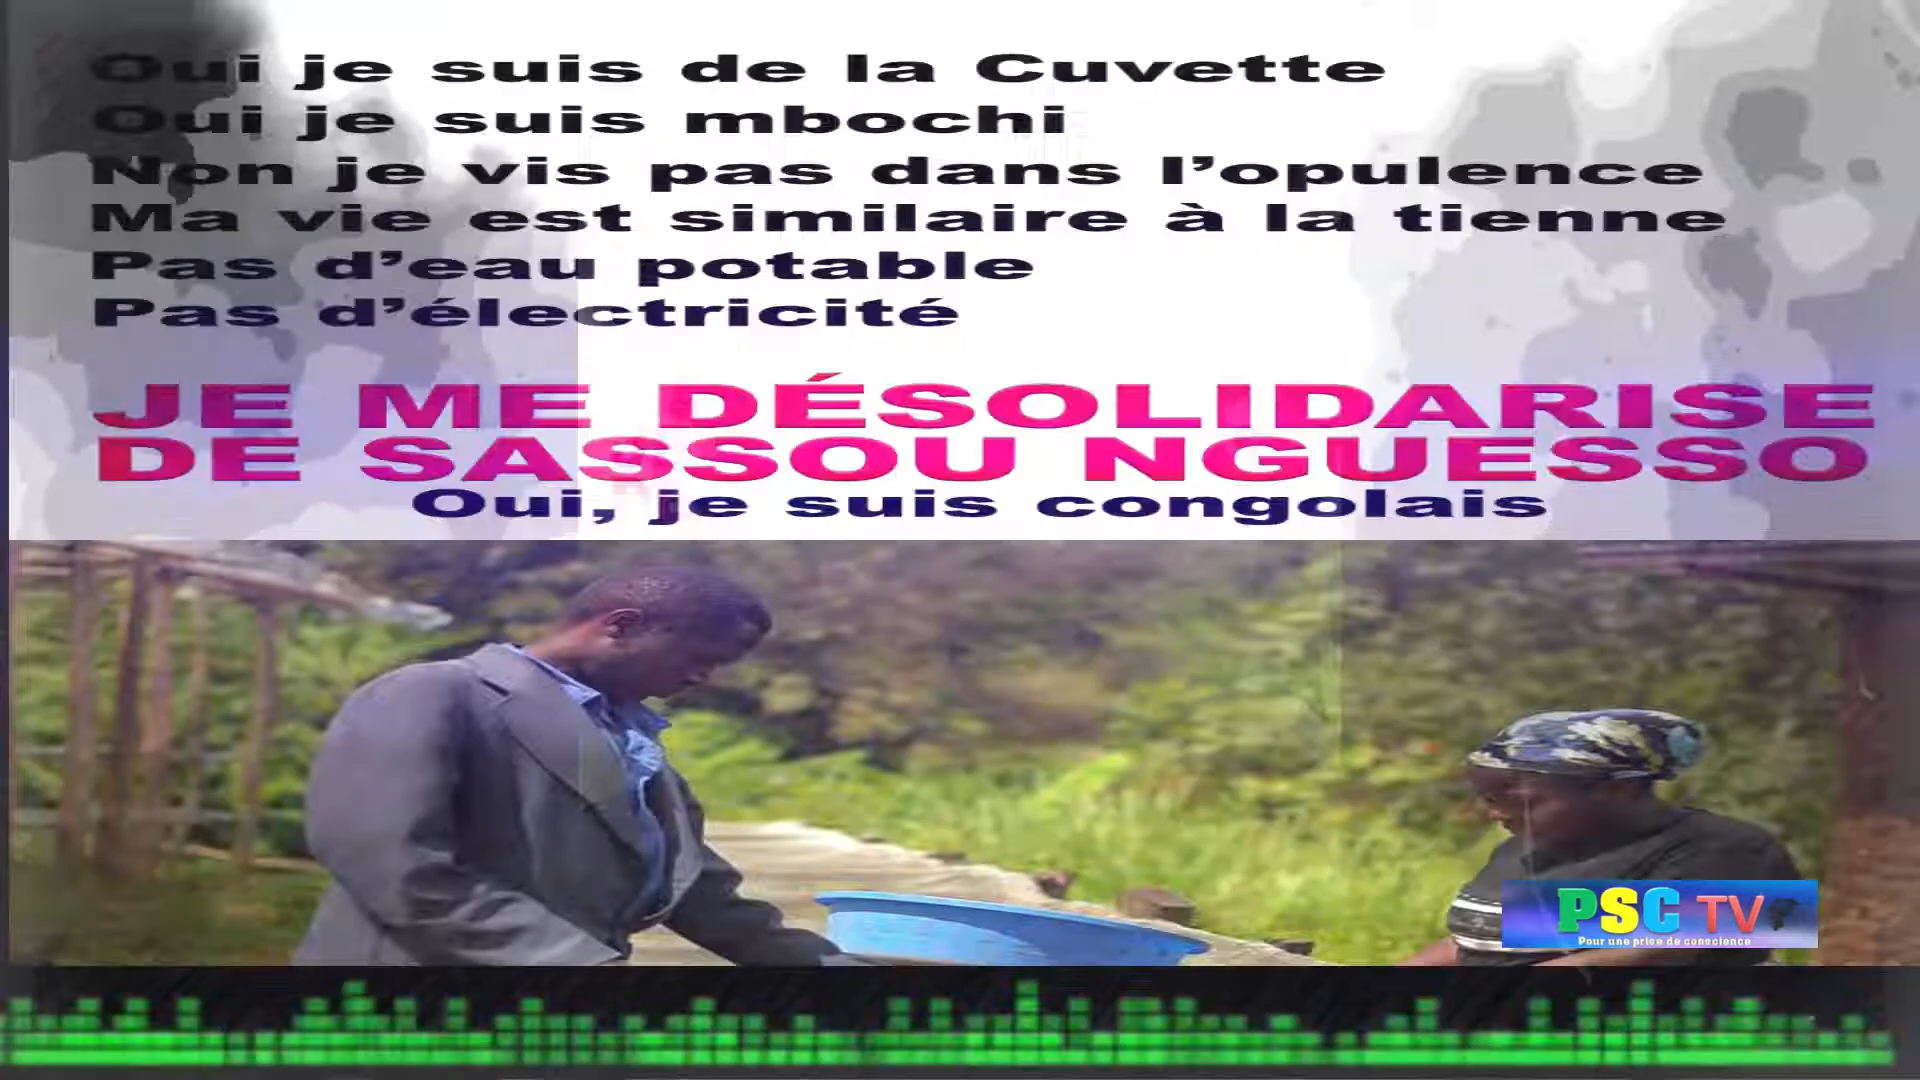 Oui je suis de la Cuvette
Oui je suis mbochi
Non je vis pas dans l’opulence
Ma vie est similaire à la tienne
Pas d’eau potable
Pas d’électricité
JE ME DÉSOLIDARISE
DE SASSOU NGUESSO
Oui, je suis congolais
PSC TV
Pour une prise de conscience